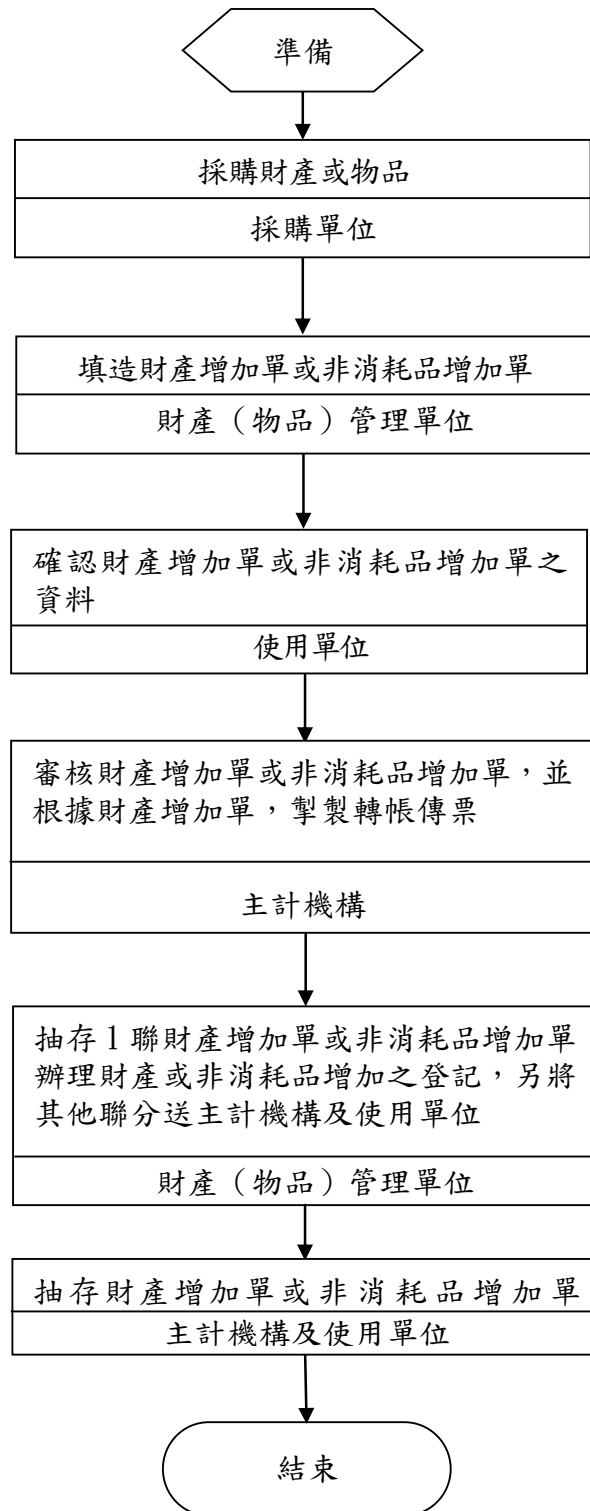 準備
採購財產或物品
採購單位
填造財產增加單或非消耗品增加單
財產（物品）管理單位
確認財產增加單或非消耗品增加單之
資料
使用單位
審核財產增加單或非消耗品增加單，並
根據財產增加單，掣製轉帳傳票
主計機構
抽存1聯財產增加單或非消耗品增加單
辦理財產或非消耗品增加之登記，另將
其他聯分送主計機構及使用單位
財產（物品）管理單位
抽存財產增加單或非消耗品增加單
主計機構及使用單位
結束